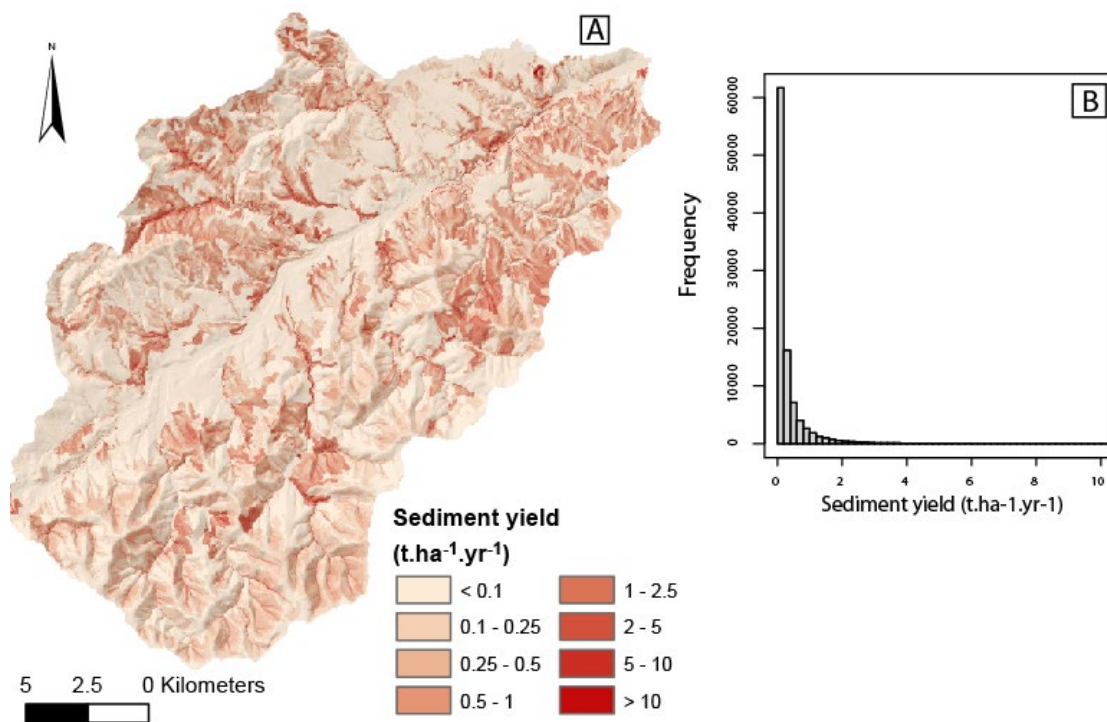 A
N
Sediment yield
(t.ha⁻¹.yr⁻¹)
< 0.1
0.1 - 0.25
0.25 - 0.5
0.5 - 1
1 - 2.5
2 - 5
5 - 10
> 10
5 2.5 0 Kilometers
B
Frequency
60000
50000
40000
30000
20000
10000
0
0 2 4 6 8 10
Sediment yield (t.ha-1.yr-1)